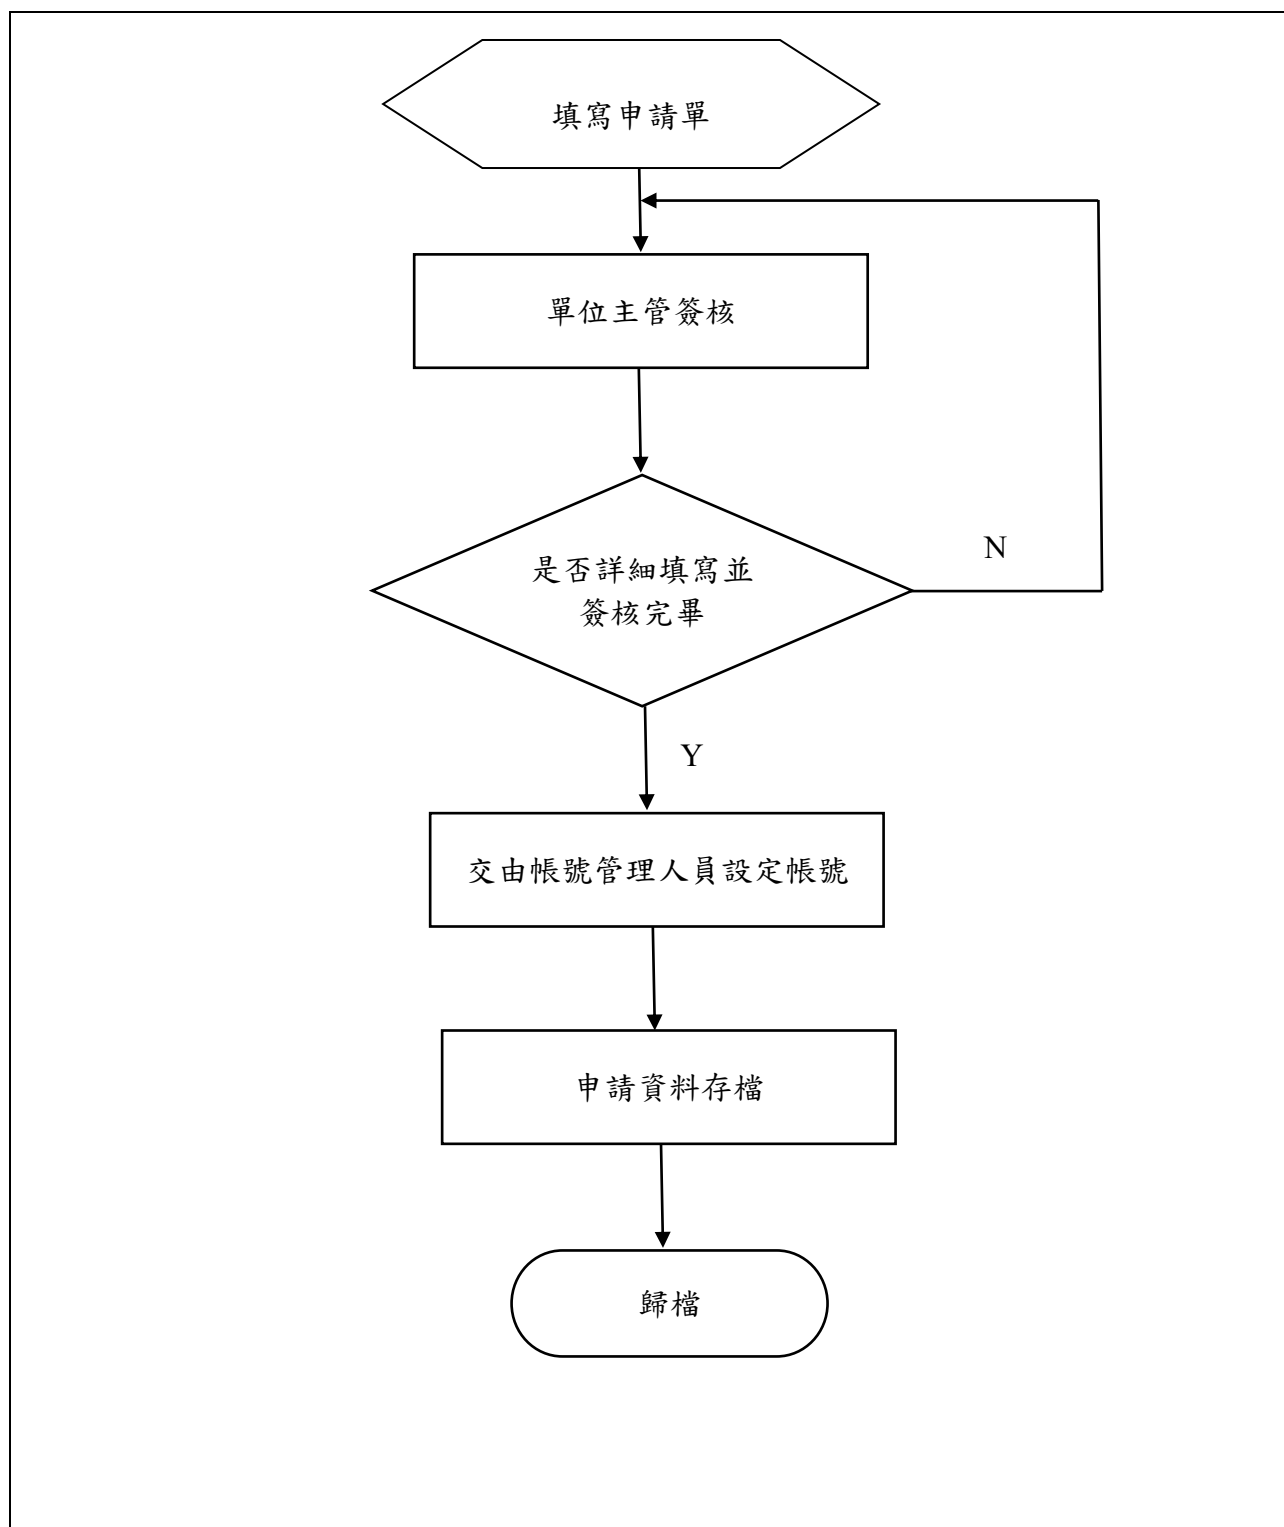 填寫申請單
單位主管簽核
是否詳細填寫並
簽核完畢
N
Y
交由帳號管理人員設定帳號
申請資料存檔
歸檔